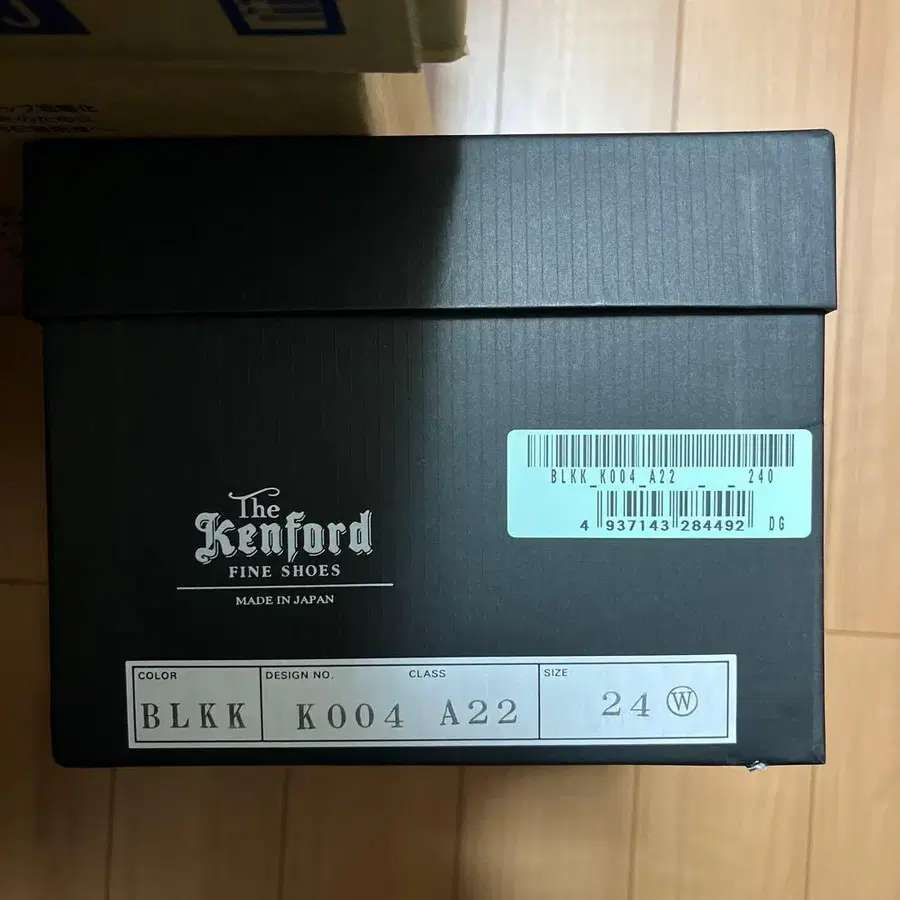 J
The
Kenford
FINE SHOES
MADE IN JAPAN
BLKK_K004_A22 _ _ 240
4 937143 284492 DG
COLOR DESIGN NO. CLASS SIZE
BLKK K004 A22 24 Ⓦ